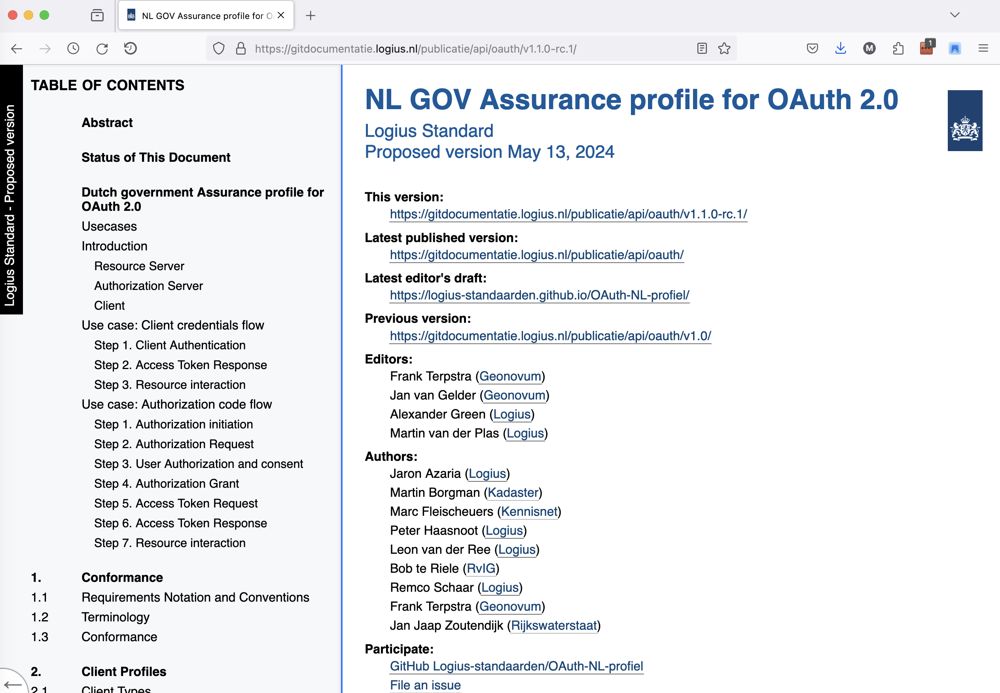 NL GOV Assurance profile for OA
https://gitdocumentatie.logius.nl/publicatie/api/oauth/v1.1.0-rc.1/
M
1
Logius Standard - Proposed version
TABLE OF CONTENTS
Abstract
Status of This Document
Dutch government Assurance profile for
OAuth 2.0
Usecases
Introduction
Resource Server
Authorization Server
Client
Use case: Client credentials flow
Step 1. Client Authentication
Step 2. Access Token Response
Step 3. Resource interaction
Use case: Authorization code flow
Step 1. Authorization initiation
Step 2. Authorization Request
Step 3. User Authorization and consent
Step 4. Authorization Grant
Step 5. Access Token Request
Step 6. Access Token Response
Step 7. Resource interaction
1. Conformance
1.1 Requirements Notation and Conventions
1.2 Terminology
1.3 Conformance
2. Client Profiles
2.1 Client Types
NL GOV Assurance profile for OAuth 2.0
Logius Standard
Proposed version May 13, 2024
This version:
https://gitdocumentatie.logius.nl/publicatie/api/oauth/v1.1.0-rc.1/
Latest published version:
https://gitdocumentatie.logius.nl/publicatie/api/oauth/
Latest editor's draft:
https://logius-standaarden.github.io/OAuth-NL-profiel/
Previous version:
https://gitdocumentatie.logius.nl/publicatie/api/oauth/v1.0/
Editors:
Frank Terpstra (Geonovum)
Jan van Gelder (Geonovum)
Alexander Green (Logius)
Martin van der Plas (Logius)
Authors:
Jaron Azaria (Logius)
Martin Borgman (Kadaster)
Marc Fleischeuers (Kennisnet)
Peter Haasnoot (Logius)
Leon van der Ree (Logius)
Bob te Riele (RvIG)
Remco Schaar (Logius)
Frank Terpstra (Geonovum)
Jan Jaap Zoutendijk (Rijkswaterstaat)
Participate:
GitHub Logius-standaarden/OAuth-NL-profiel
File an issue